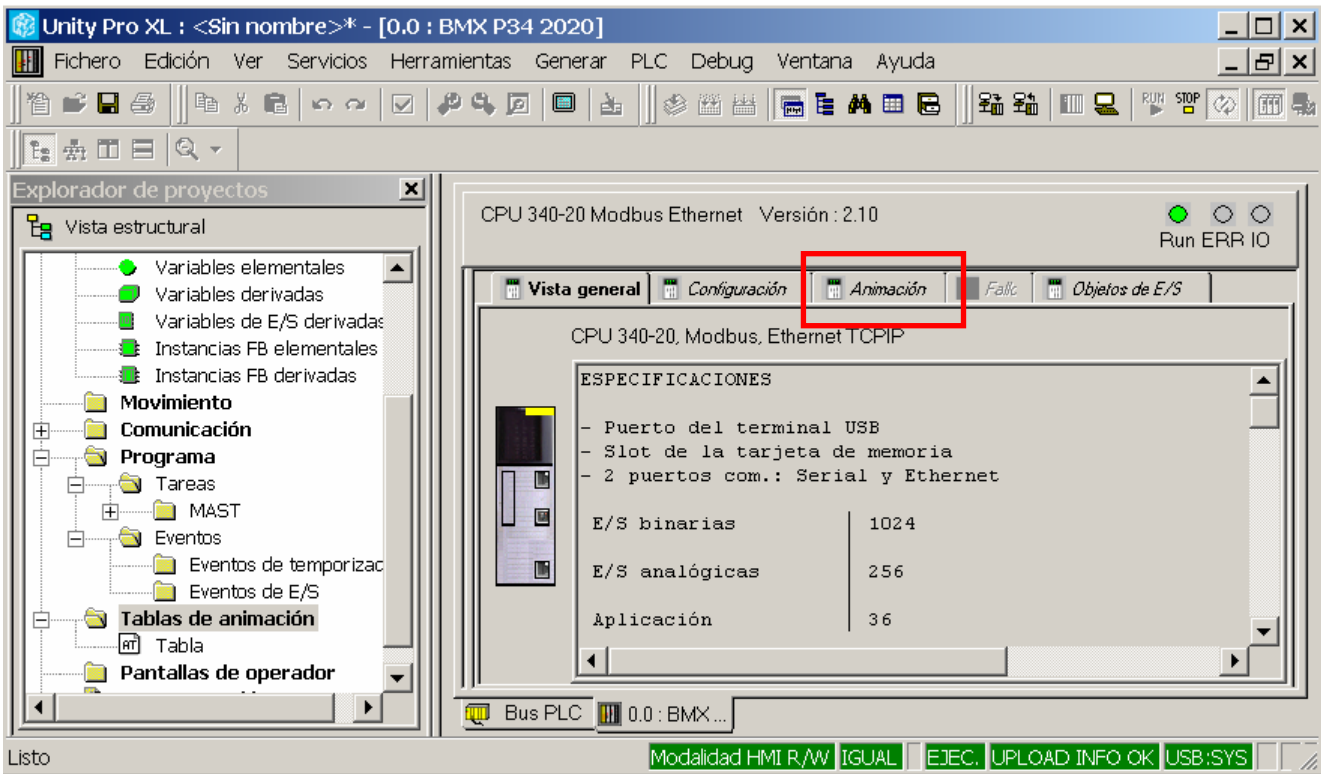 Unity Pro XL : <Sin nombre>* - [0.0 : BMX P34 2020]
Fichero Edición Ver Servicios Herramientas Generar PLC Debug Ventana Ayuda
RUN STOP
Explorador de proyectos
Vista estructural
Variables elementales
Variables derivadas
Variables de E/S derivadas
Instancias FB elementales
Instancias FB derivadas
Movimiento
Comunicación
Programa
Tareas
MAST
Eventos
Eventos de temporizac
Eventos de E/S
Tablas de animación
Tabla
Pantallas de operador
CPU 340-20 Modbus Ethernet Versión : 2.10
Run ERR IO
Vista general Configuración Animación Fallc Objetos de E/S
CPU 340-20, Modbus, Ethernet TCPIP
ESPECIFICACIONES
- Puerto del terminal USB
- Slot de la tarjeta de memoria
- 2 puertos com.: Serial y Ethernet
E/S binarias 1024
E/S analógicas 256
Aplicación 36
Bus PLC 0.0 : BMX ...
Listo Modalidad HMI R/W IGUAL EJEC. UPLOAD INFO OK USB:SYS